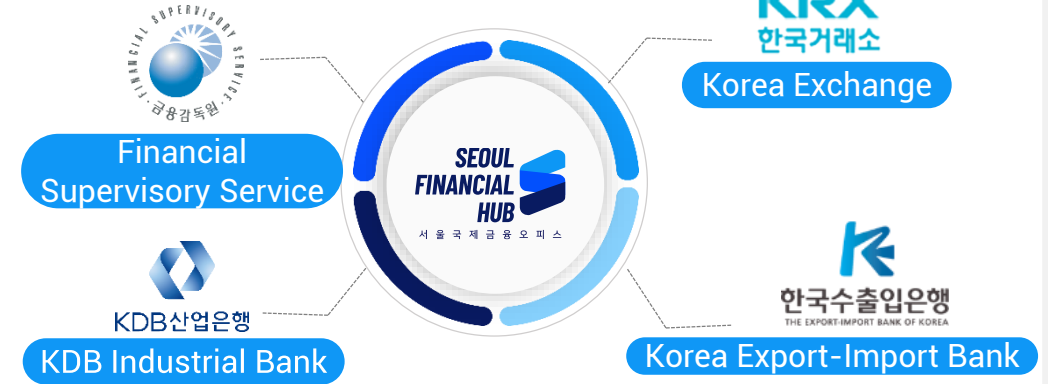 FINANCIAL SUPERVISORY SERVICE
·금융감독원·
Financial
Supervisory Service
KRX
한국거래소
Korea Exchange
SEOUL
FINANCIAL
HUB
서울국제금융오피스
KDB산업은행
KDB Industrial Bank
한국수출입은행
THE EXPORT-IMPORT BANK OF KOREA
Korea Export-Import Bank